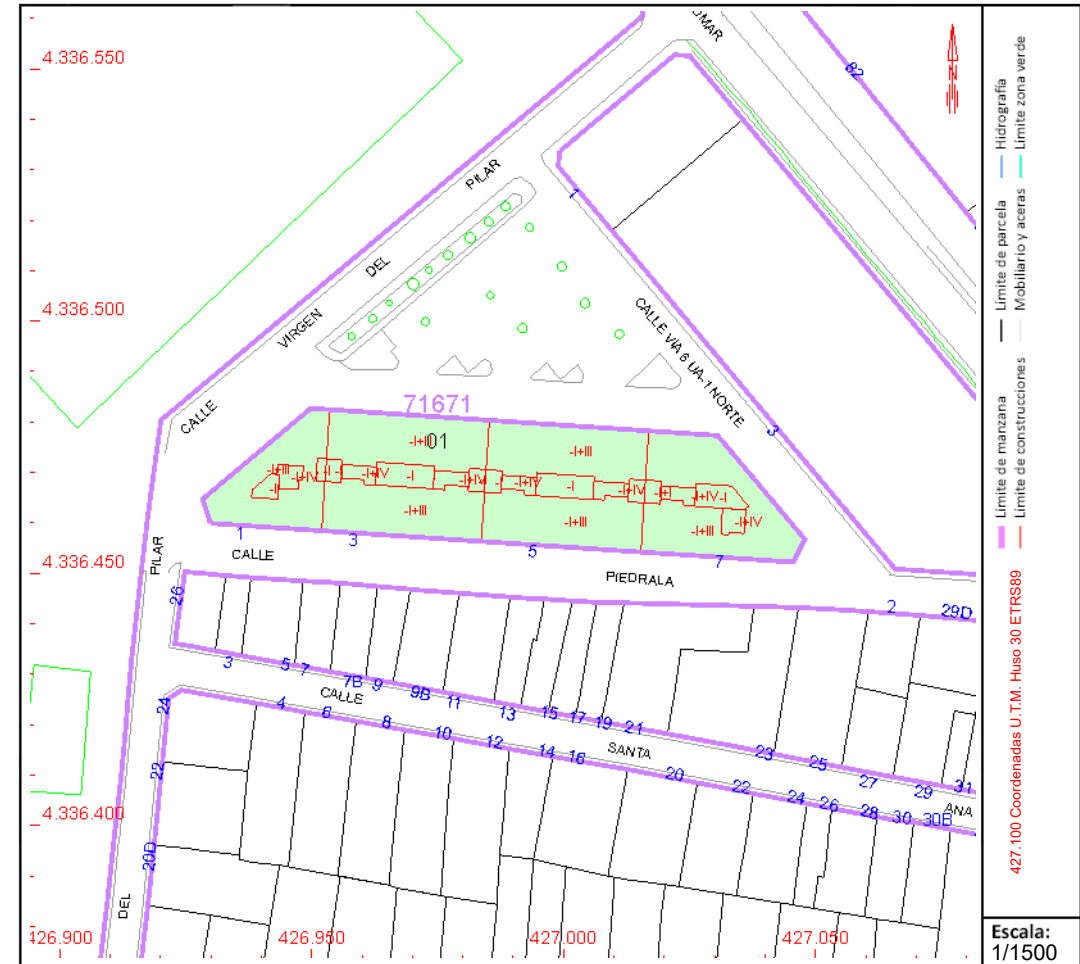 4.336.550
4.336.500
4.336.450
4.336.400
426.950
427.000
427.050
82
PILAR
DEL
VIRGEN
CALLE
1
CALLE VIA 6 UA-1 NORTE
3
71671
01
-I+III
-I+III
-I+III
-I+III
-I+IV
-I
-I+IV
-I+IV
-I
-I+IV
-I+IV
-I
-I+III
-I+III
-I+III
-I+IV
1
3
5
7
CALLE
PIEDRALA
PILAR
26
2
29D
3
5
7
7B
9
9B
11
13
15
17
19
21
23
25
27
29
31
CALLE
SANTA
ANA
24
4
6
8
10
12
14
16
20
22
24
26
28
30
30B
22
20D
DEL
N
Límite de manzana
Límite de parcela
Hidrografía
Límite de construcciones
Mobiliario y aceras
Límite zona verde
427.100 Coordenadas U.T.M. Huso 30 ETRS89
Escala:
1/1500